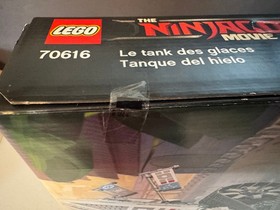 LEGO
THE
NINJAGO
MOVIE
70616
Le tank des glaces
Tanque del hielo